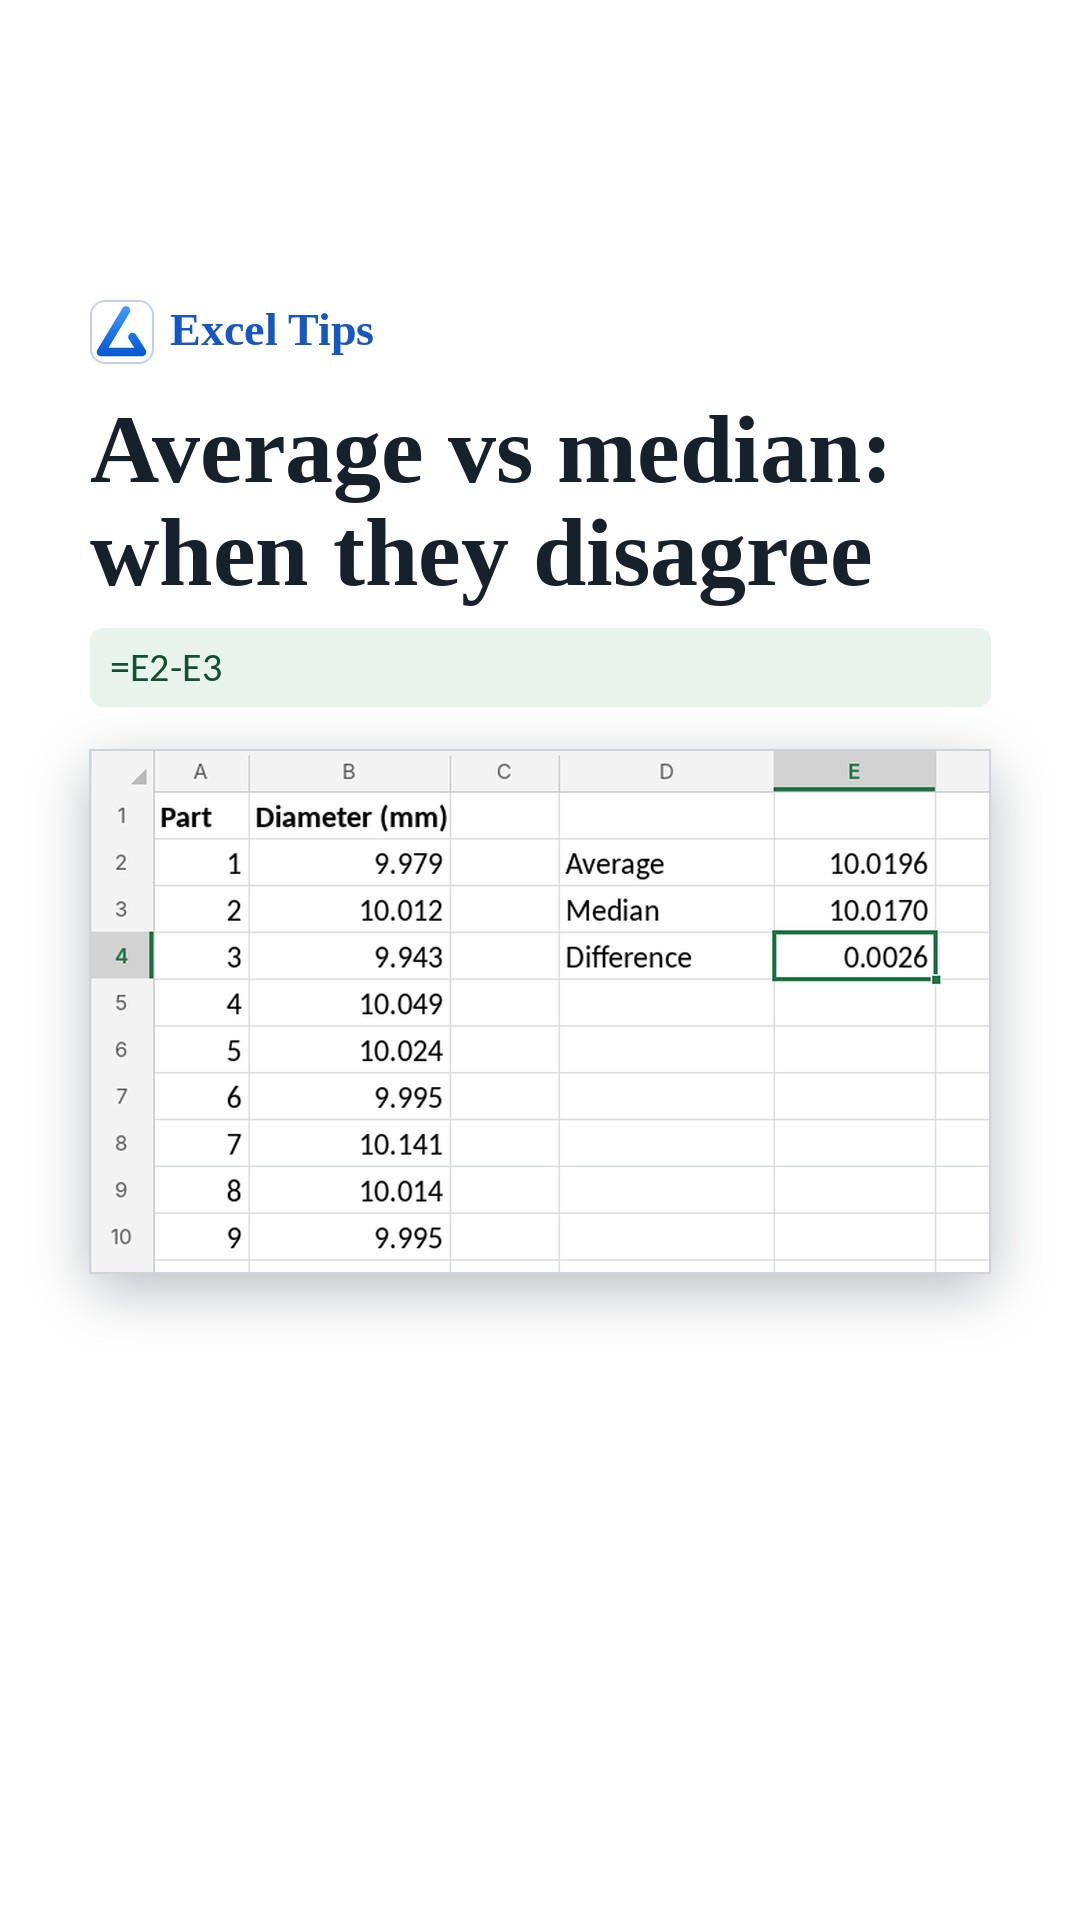 Excel Tips
Average vs median:
when they disagree
=E2-E3
A B C D E
1 Part Diameter (mm)
2 1 9.979 Average 10.0196
3 2 10.012 Median 10.0170
4 3 9.943 Difference 0.0026
5 4 10.049
6 5 10.024
7 6 9.995
8 7 10.141
9 8 10.014
10 9 9.995